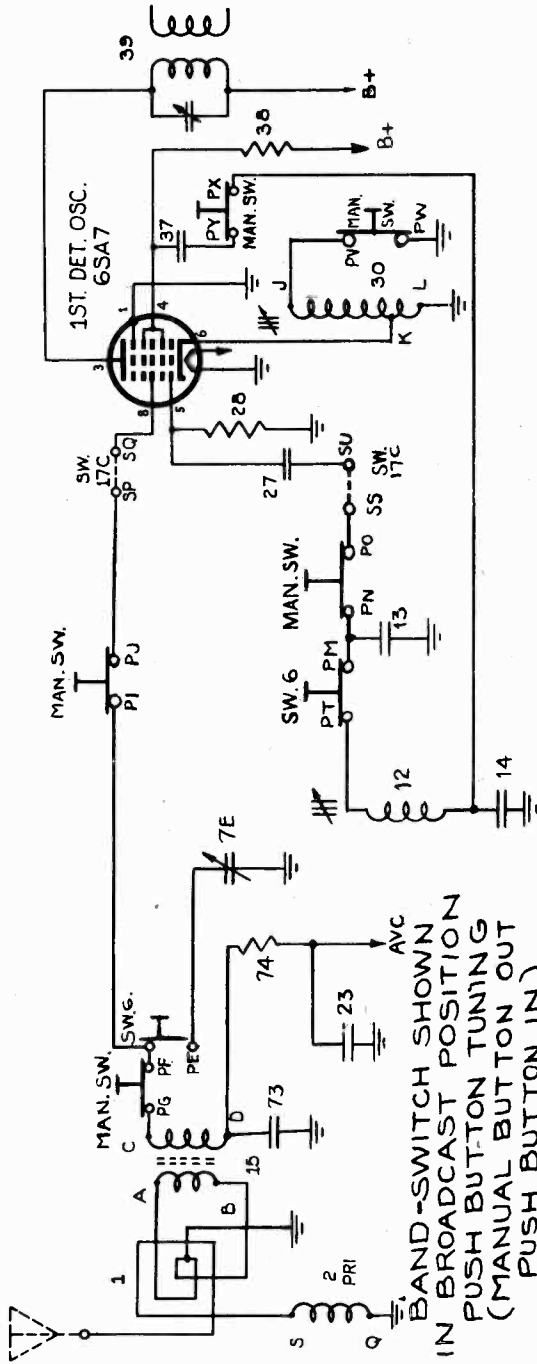 39
B+
38
B+
1ST. DET. OSC.
6SA7
37
PY PX
MAN. SW.
1
4
3
6
8
5
J
PV
MAN.
SW.
PW
30
L
K
SW.
17C
SP SQ
28
27
SU
SW.
17C
SS
MAN. SW.
PI PJ
MAN. SW.
PN PO
SW. 6
PT PM
13
12
14
7E
MAN. SW.
SW.6.
PG PF
PE
C
D
74
AVC
23
73
15
A
B
1
2
PRI
S
Q
BAND-SWITCH SHOWN
IN BROADCAST POSITION
PUSH BUTTON TUNING
(MANUAL BUTTON OUT
PUSH BUTTON IN)